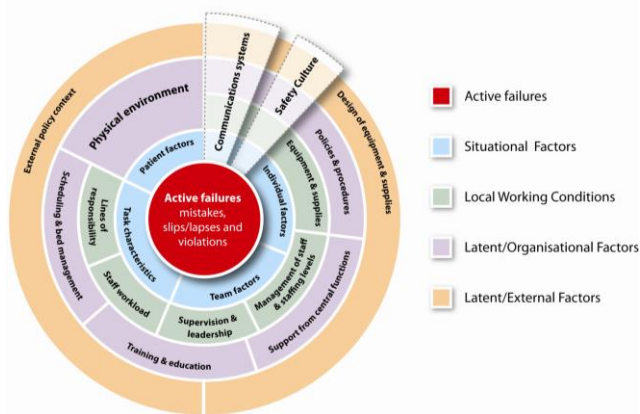 External policy context
Physical environment
Communications systems
Safety Culture
Design of equipment & supplies
Policies & procedures
Equipment & supplies
Patient factors
Individual factors
Active failures
mistakes,
slips/lapses and
violations
Scheduling & bed management
Lines of
responsibility
Task characteristics
Team factors
Management of staff
& staffing levels
Staff workload
Supervision &
leadership
Support from central functions
Training & education
Active failures
Situational Factors
Local Working Conditions
Latent/Organisational Factors
Latent/External Factors